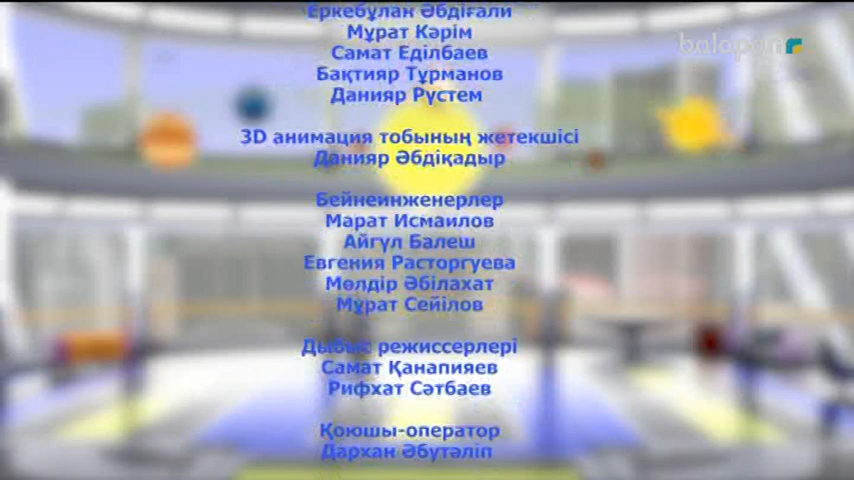 Еркебұлан Әбдіғали
balapan
Мұрат Кәрім
Самат Еділбаев
Бақтияр Тұрманов
Данияр Рүстем
3D анимация тобының жетекшісі
Данияр Әбдіқадыр
Бейнеинженерлер
Марат Исмаилов
Айгүл Балеш
Евгения Расторгуева
Мөлдір Әбілахат
Мұрат Сейілов
Дыбыс режиссерлері
Самат Қанапияев
Рифхат Сәтбаев
Қоюшы-оператор
Дархан Әбутәліп